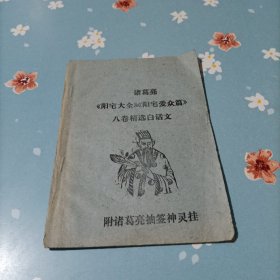 诸葛亮
《阳宅大全和阳宅爱众篇》
八卷精选白话文
附诸葛亮抽签神灵挂